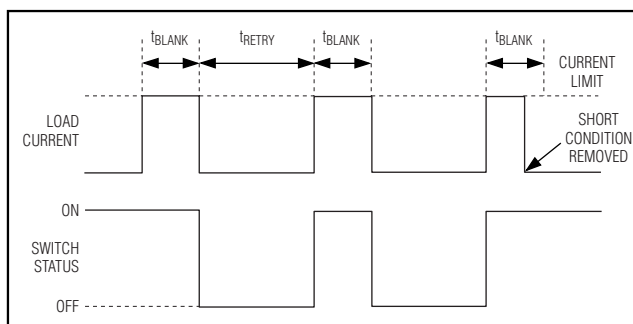 tBLANK
tRETRY
tBLANK
tBLANK
CURRENT
LIMIT
LOAD
CURRENT
SHORT
CONDITION
REMOVED
ON
SWITCH
STATUS
OFF